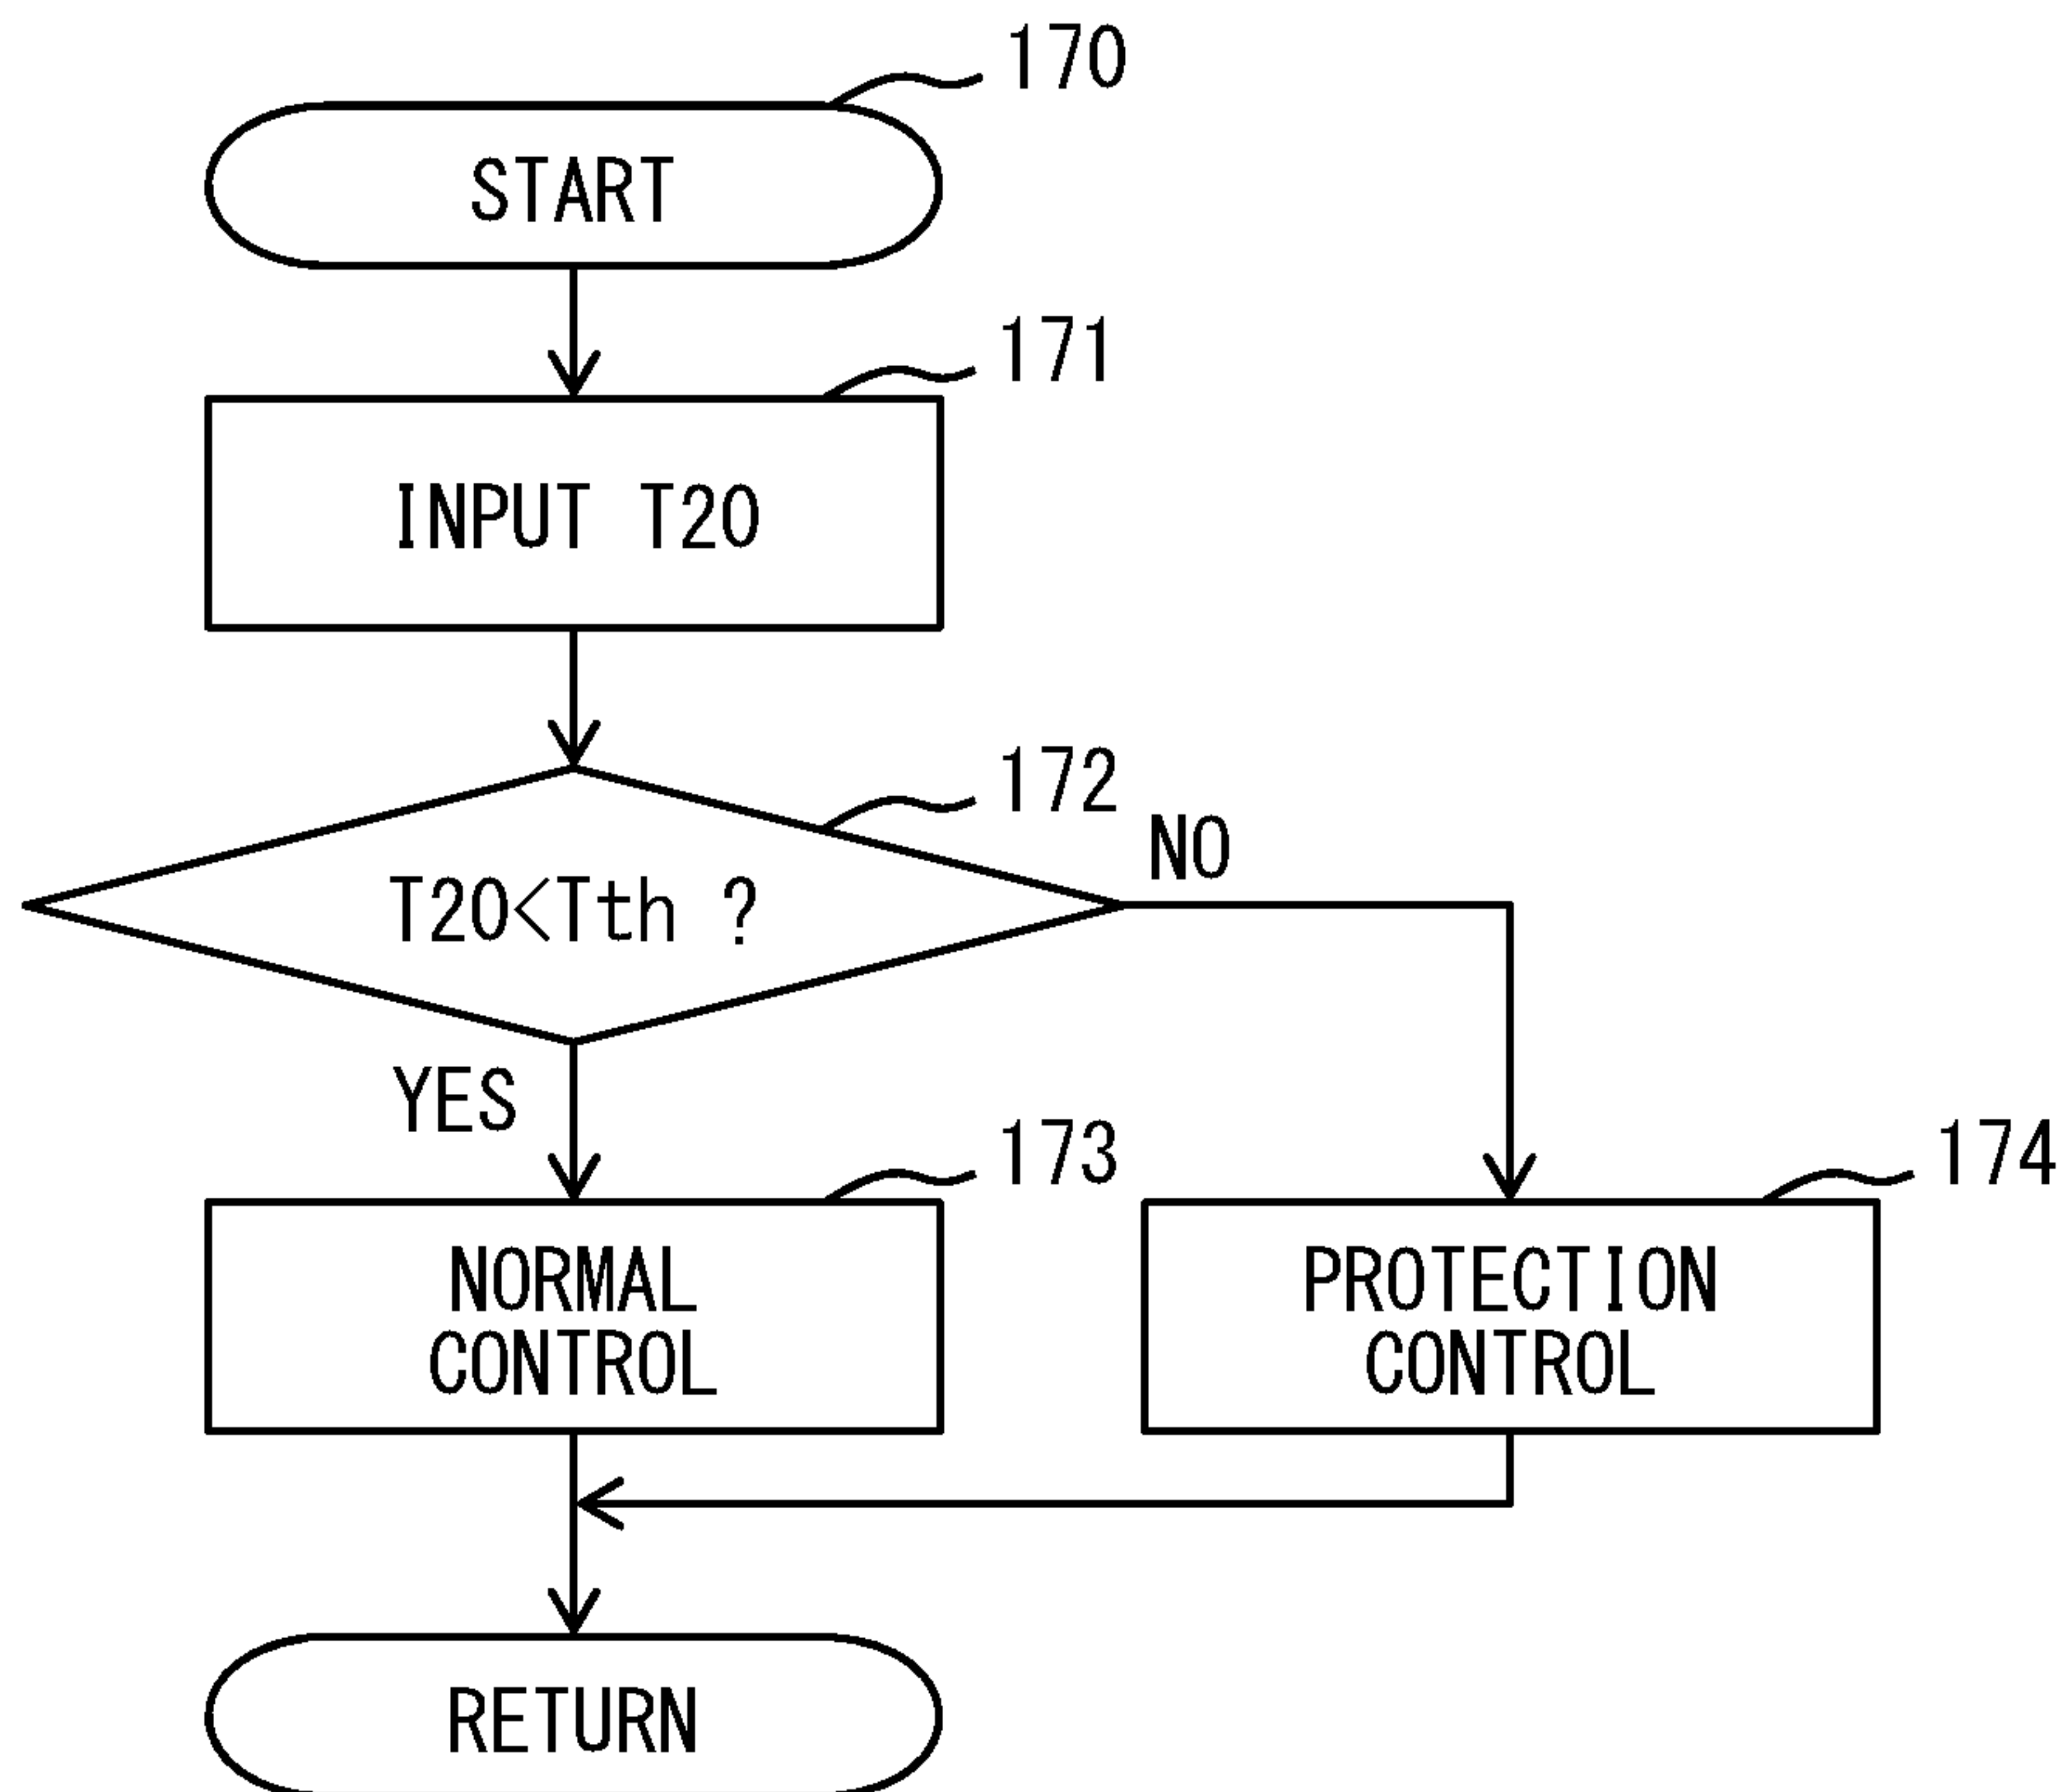 170
START
171
INPUT T20
172
T20<Tth ?
NO
YES
173
174
NORMAL
CONTROL
PROTECTION
CONTROL
RETURN